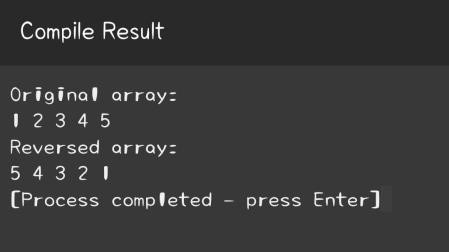 Compile Result
Original array:
1 2 3 4 5
Reversed array:
5 4 3 2 1
[Process completed - press Enter]